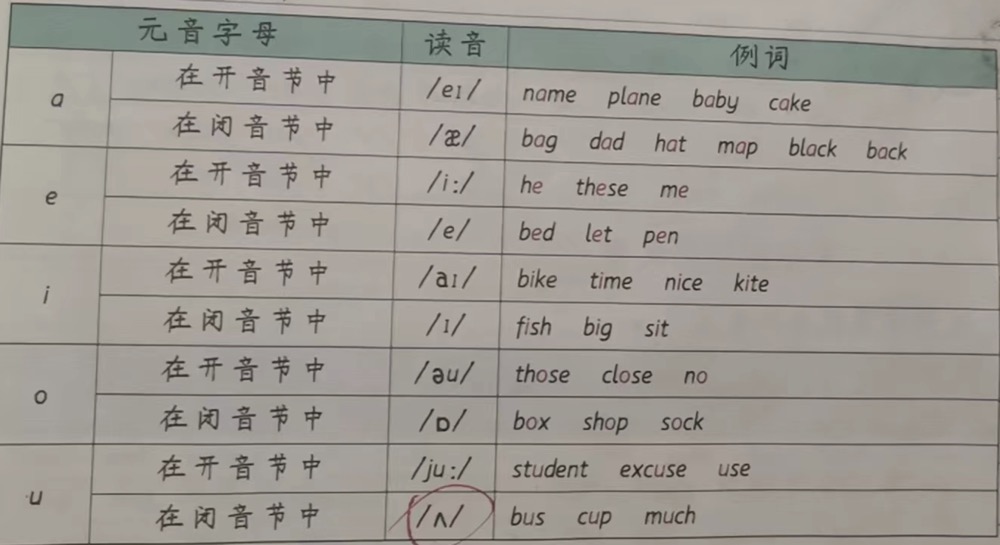 元音字母 读音 例词
a 在开音节中 /eɪ/ name plane baby cake
在闭音节中 /æ/ bag dad hat map black back
e 在开音节中 /i:/ he these me
在闭音节中 /e/ bed let pen
i 在开音节中 /aɪ/ bike time nice kite
在闭音节中 /ɪ/ fish big sit
o 在开音节中 /əu/ those close no
在闭音节中 /ɒ/ box shop sock
u 在开音节中 /ju:/ student excuse use
在闭音节中 /ʌ/ bus cup much